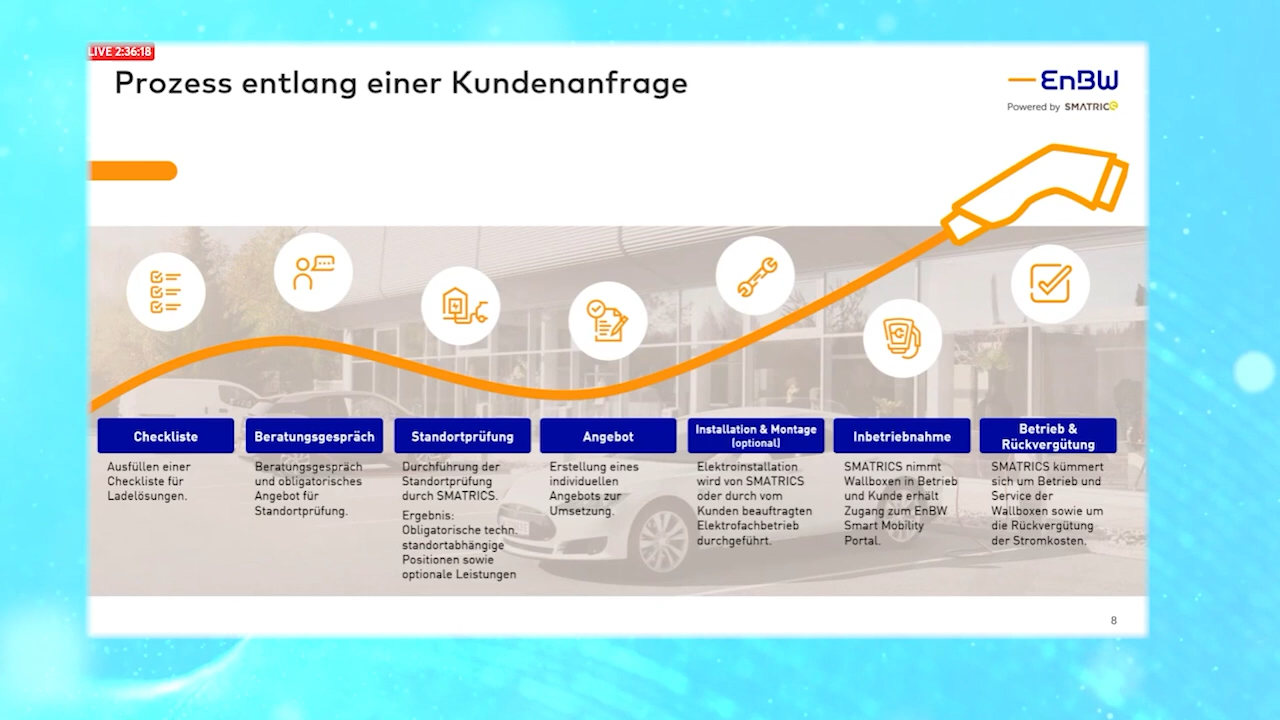 LIVE 2:36:18
Prozess entlang einer Kundenanfrage
EnBW
Powered by SMATRICS
Checkliste
Ausfüllen einer
Checkliste für
Ladelösungen.
Beratungsgespräch
Beratungsgespräch
und obligatorisches
Angebot für
Standortprüfung.
Standortprüfung
Durchführung der
Standortprüfung
durch SMATRICS.
Ergebnis:
Obligatorische techn.
standortabhängige
Positionen sowie
optionale Leistungen
Angebot
Erstellung eines
individuellen
Angebots zur
Umsetzung.
Installation & Montage
(optional)
Elektroinstallation
wird von SMATRICS
oder durch vom
Kunden beauftragten
Elektrofachbetrieb
durchgeführt.
Inbetriebnahme
SMATRICS nimmt
Wallboxen in Betrieb
und Kunde erhält
Zugang zum EnBW
Smart Mobility
Portal.
Betrieb &
Rückvergütung
SMATRICS kümmert
sich um Betrieb und
Service der
Wallboxen sowie um
die Rückvergütung
der Stromkosten.
8